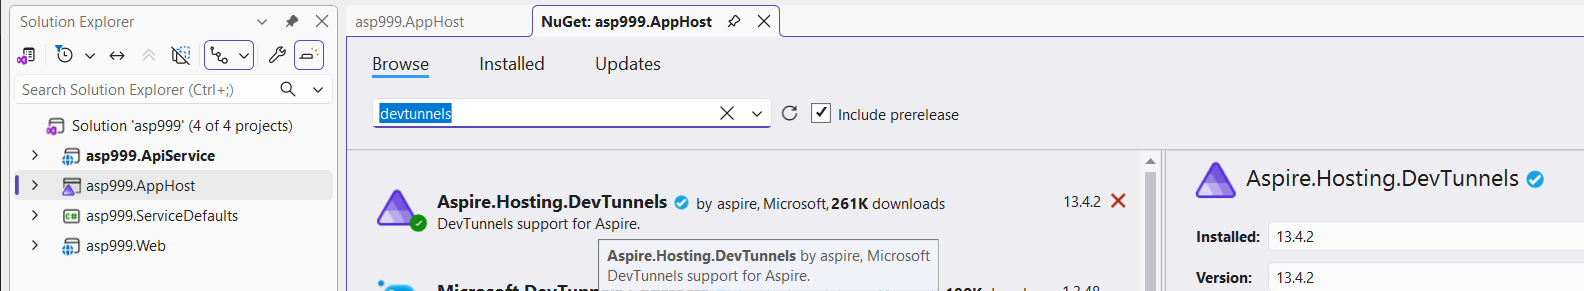 Solution Explorer
Search Solution Explorer (Ctrl+;)
Solution 'asp999' (4 of 4 projects)
asp999.ApiService
asp999.AppHost
C#
asp999.ServiceDefaults
asp999.Web
asp999.AppHost
NuGet: asp999.AppHost
Browse
Installed
Updates
devtunnels
Include prerelease
Aspire.Hosting.DevTunnels by aspire, Microsoft, 261K downloads
13.4.2
DevTunnels support for Aspire.
Aspire.Hosting.DevTunnels by aspire, Microsoft
DevTunnels support for Aspire.
Aspire.Hosting.DevTunnels
Installed:
13.4.2
Version:
13.4.2